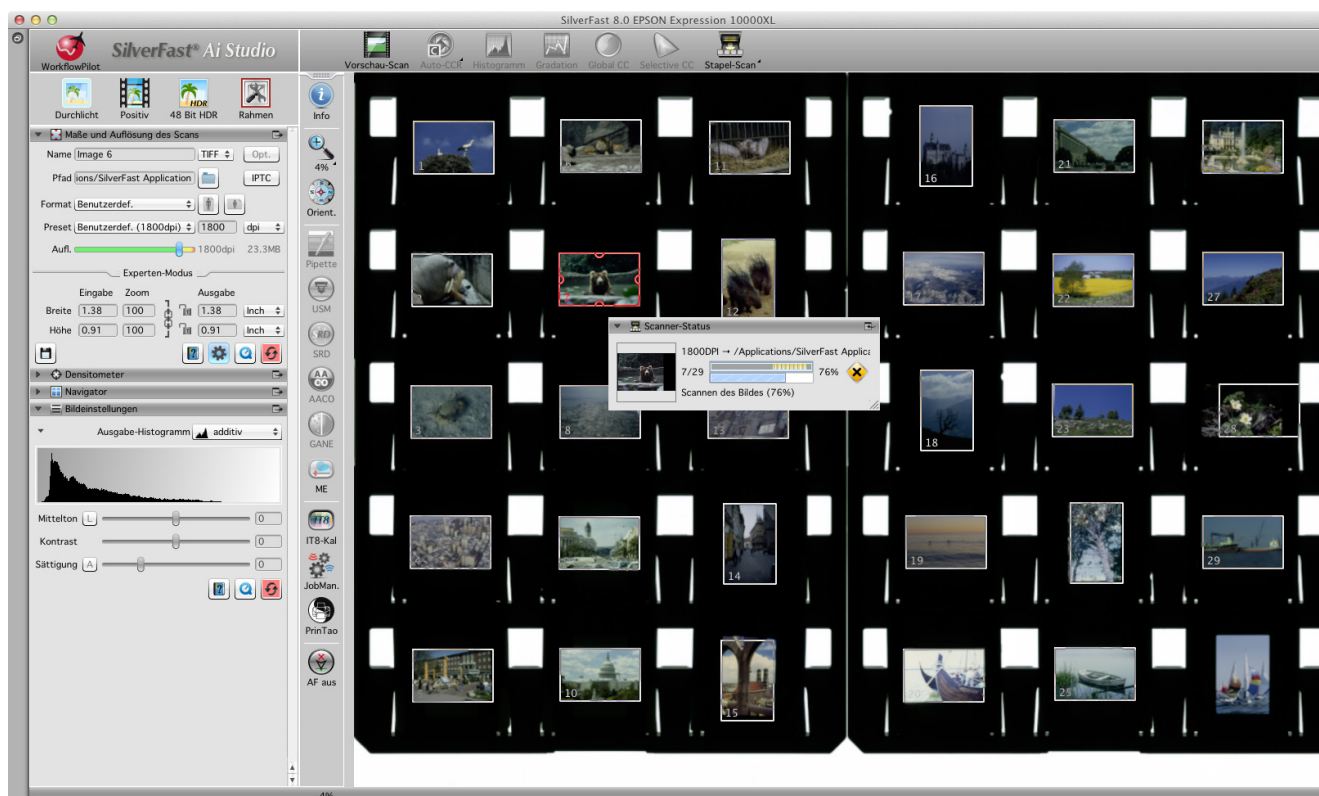 SilverFast 8.0 EPSON Expression 10000XL
WorkflowPilot
SilverFast® Ai Studio
Vorschau-Scan Auto-CCR Histogramm Gradation Global CC Selective CC Stapel-Scan
Durchlicht Positiv 48 Bit HDR Rahmen
HDR
Maße und Auflösung des Scans
Name Image 6 TIFF Opt.
Pfad ions/SilverFast Application IPTC
Format Benutzerdef.
Preset Benutzerdef. (1800dpi) 1800 dpi
Aufl. 1800dpi 23.3MB
Experten-Modus
Eingabe Zoom Ausgabe
Breite 1.38 100 1.38 Inch
Höhe 0.91 100 0.91 Inch
Densitometer
Navigator
Bildeinstellungen
Ausgabe-Histogramm additiv
Mittelton L 0
Kontrast 0
Sättigung A 0
Info
4%
Orient.
Pipette
USM
SRD
SRD
AACO
AACO
GANE
ME
IT8
IT8-Kal
JobMan.
PrinTao
AF aus
1 11 16 21
12 17 22 27
Scanner-Status
1800DPI → /Applications/SilverFast Applica
7/29 76%
Scannen des Bildes (76%)
3 8 13 18 23 28
14 19 29
10 15 20 25
4%